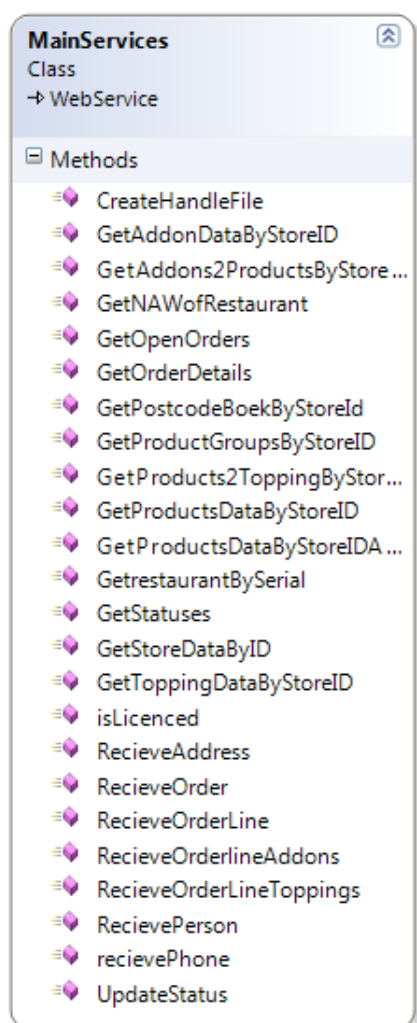 MainServices
Class
WebService
Methods
CreateHandleFile
GetAddonDataByStoreID
GetAddons2ProductsByStore...
GetNAWofRestaurant
GetOpenOrders
GetOrderDetails
GetPostcodeBoekByStoreId
GetProductGroupsByStoreID
GetProducts2ToppingByStor...
GetProductsDataByStoreID
GetProductsDataByStoreIDA...
GetrestaurantBySerial
GetStatuses
GetStoreDataByID
GetToppingDataByStoreID
isLicenced
RecieveAddress
RecieveOrder
RecieveOrderLine
RecieveOrderlineAddons
RecieveOrderLineToppings
RecievePerson
recievePhone
UpdateStatus